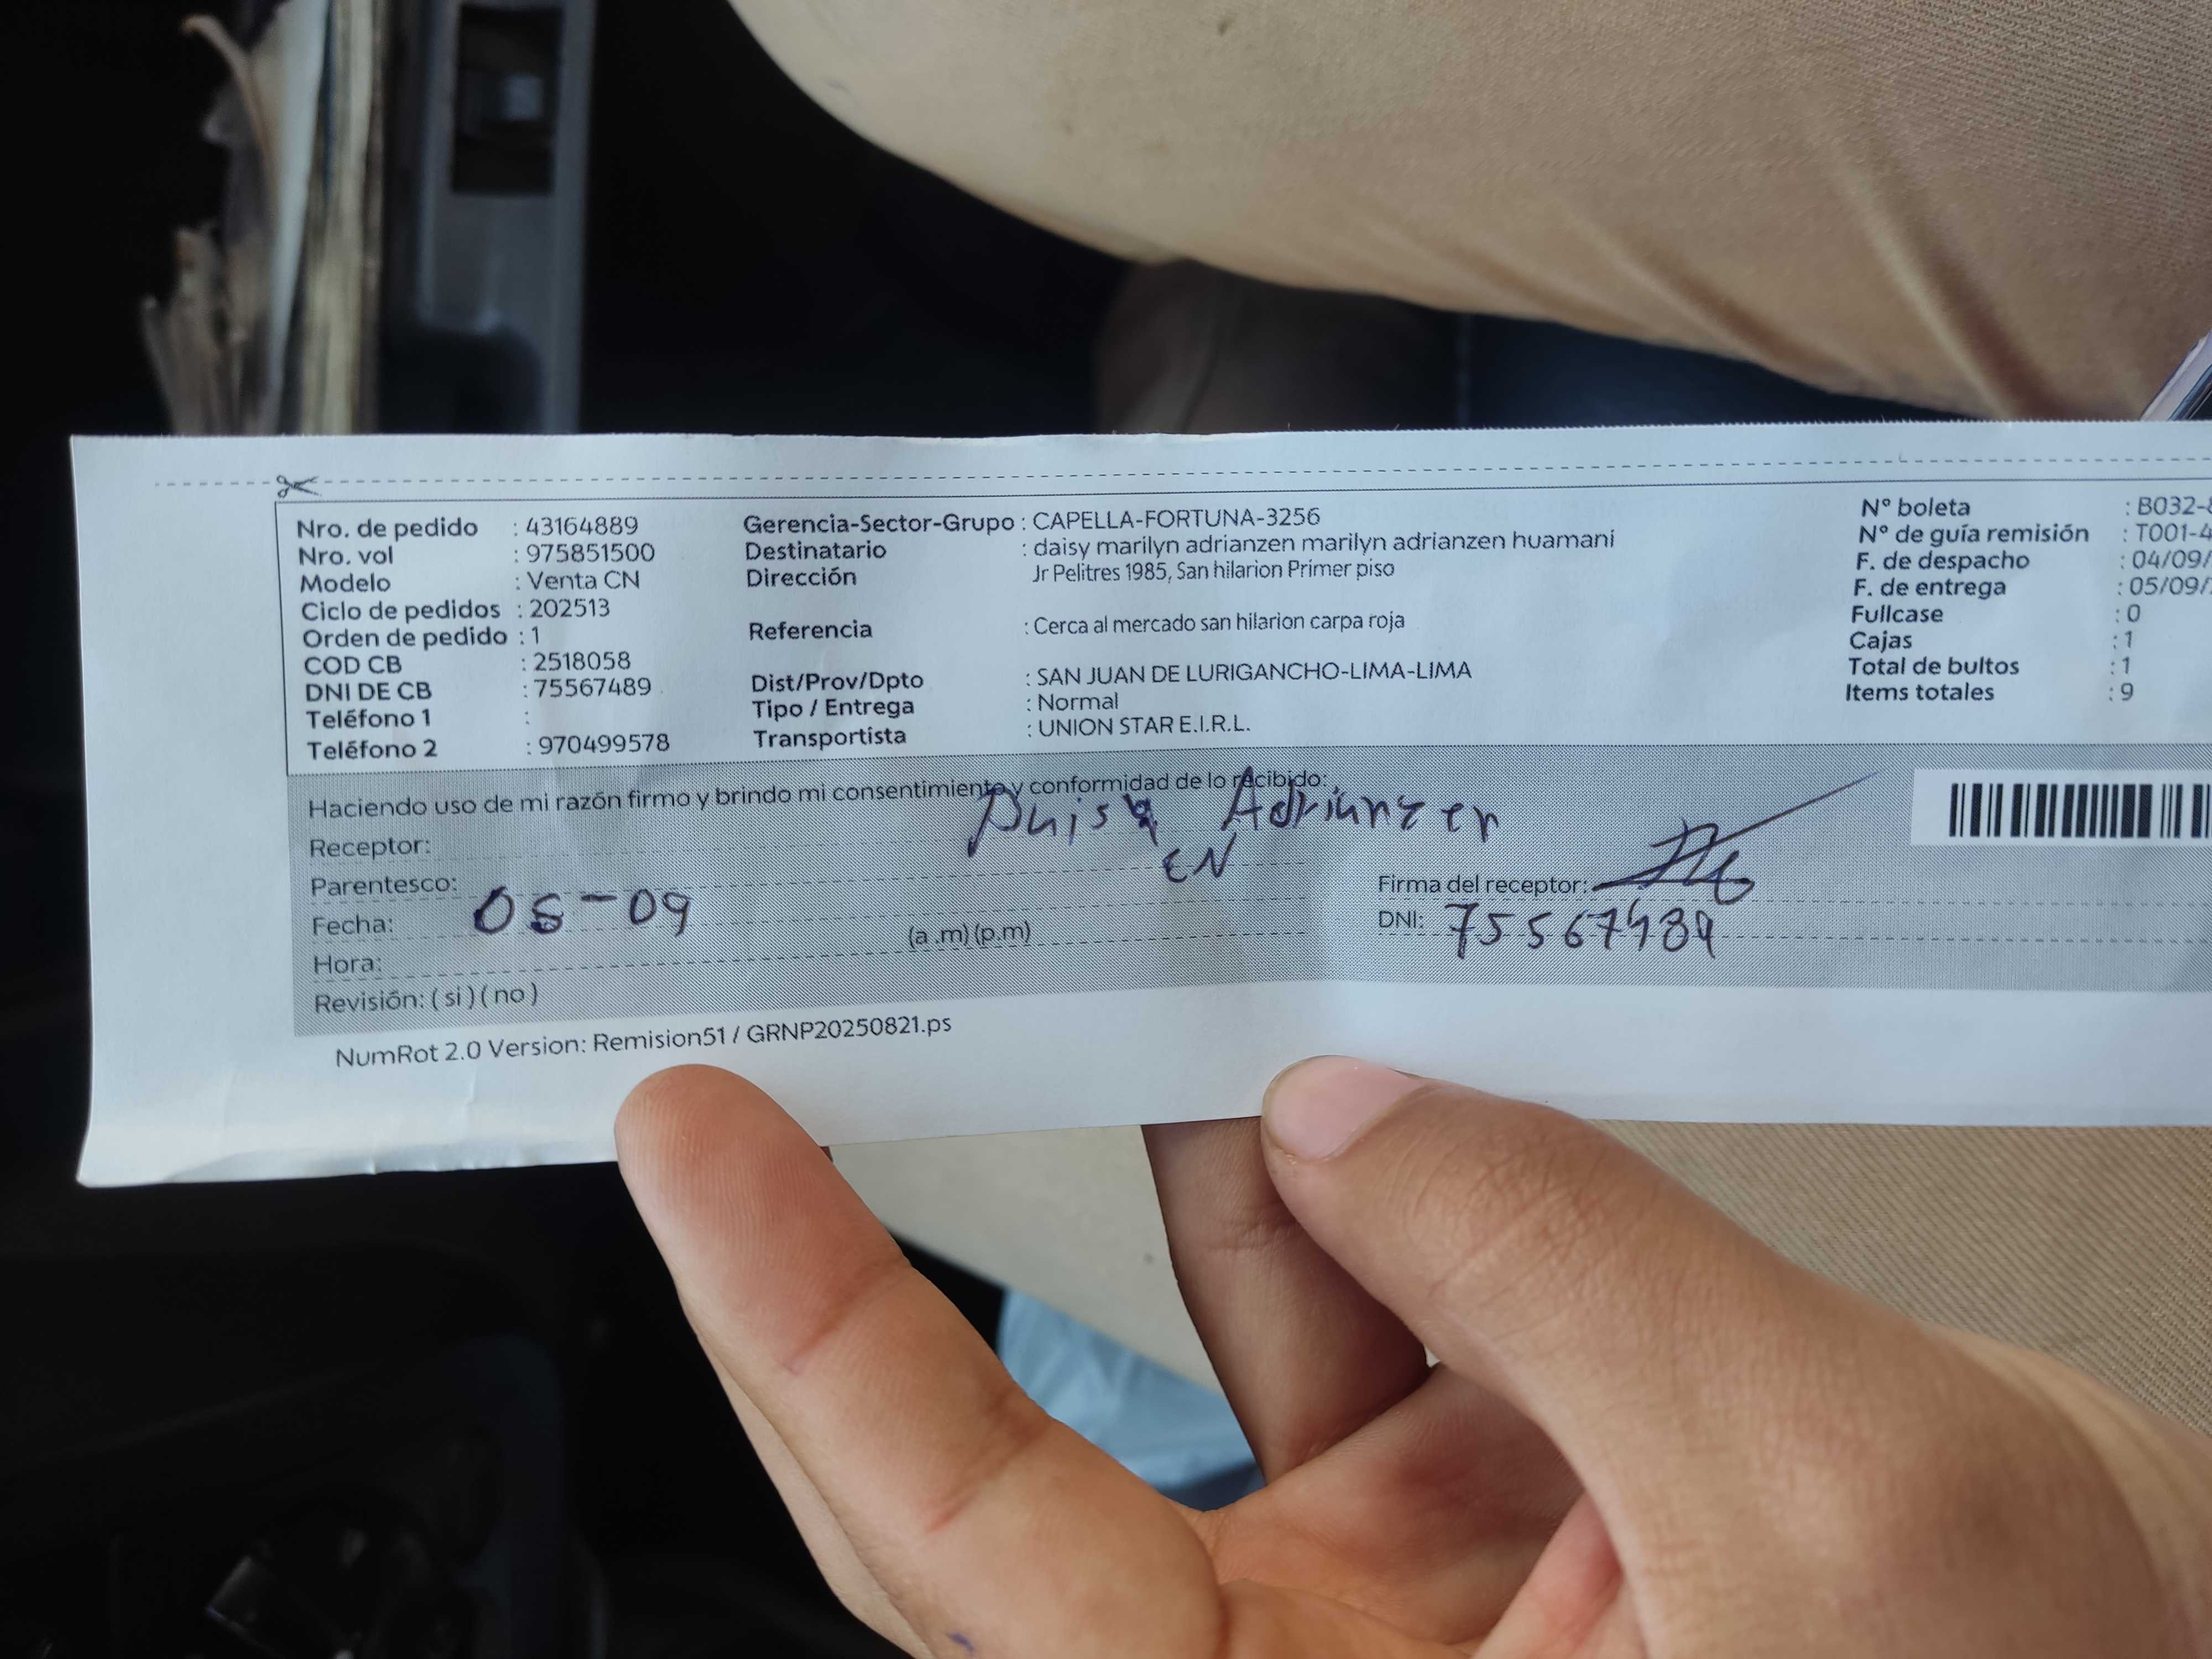 Nro. de pedido : 43164889
Nro. vol : 975851500
Modelo : Venta CN
Ciclo de pedidos : 202513
Orden de pedido : 1
COD CB : 2518058
DNI DE CB : 75567489
Teléfono 1 :
Teléfono 2 : 970499578
Gerencia-Sector-Grupo : CAPELLA-FORTUNA-3256
Destinatario : daisy marilyn adrianzen marilyn adrianzen huamani
Dirección Jr Pelitres 1985, San hilarion Primer piso
Referencia : Cerca al mercado san hilarion carpa roja
Dist/Prov/Dpto : SAN JUAN DE LURIGANCHO-LIMA-LIMA
Tipo / Entrega : Normal
Transportista : UNION STAR E.I.R.L.
Nº boleta : B032-
Nº de guía remisión : T001-4
F. de despacho : 04/09/
F. de entrega : 05/09/
Fullcase : 0
Cajas : 1
Total de bultos : 1
Items totales : 9
Haciendo uso de mi razón firmo y brindo mi consentimiento y conformidad de lo recibido:
Receptor: Adrianzen
Parentesco: EN
Fecha: 05-09
Hora: (a .m) (p.m)
Revisión: ( si ) ( no )
Firma del receptor:
DNI: 75567489
NumRot 2.0 Version: Remision51 / GRNP20250821.ps